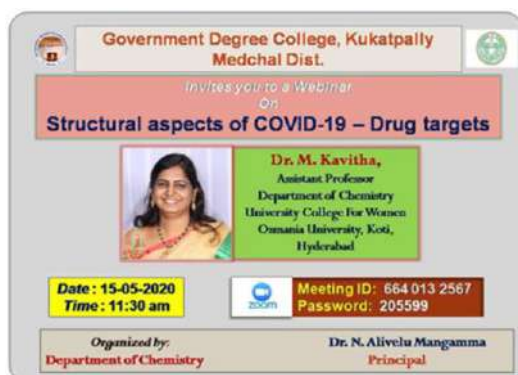 Government Degree College, Kukatpally
Medchal Dist.
Invites you to a Webinar
On
Structural aspects of COVID-19 – Drug targets
Dr. M. Kavitha,
Assistant Professor
Department of Chemistry
University College For Women
Osmania University, Koti,
Hyderabad
Date : 15-05-2020
Time : 11:30 am
zoom
Meeting ID: 664 013 2567
Password: 205599
Organized by:
Department of Chemistry
Dr. N. Alivelu Mangamma
Principal